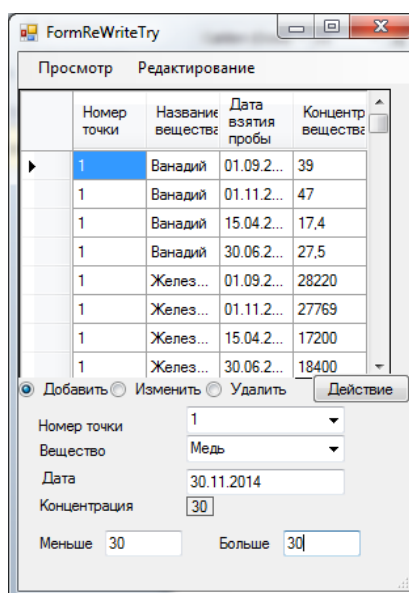 FormReWriteTry
Просмотр Редактирование
Номер точки Название вещества Дата взятия пробы Концентр вещества
1 Ванадий 01.09.2... 39
1 Ванадий 01.11.2... 47
1 Ванадий 15.04.2... 17,4
1 Ванадий 30.06.2... 27,5
1 Желез... 01.09.2... 28220
1 Желез... 01.11.2... 27769
1 Желез... 15.04.2... 17200
1 Желез... 30.06.2... 18400
Добавить Изменить Удалить Действие
Номер точки 1
Вещество Медь
Дата 30.11.2014
Концентрация 30
Меньше 30 Больше 30